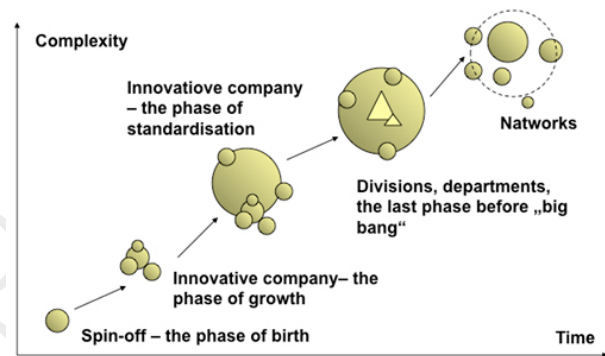 Complexity
Natworks
Innovatiove company
– the phase of
standardisation
Divisions, departments,
the last phase before „big
bang“
Innovative company– the
phase of growth
Spin-off – the phase of birth
Time